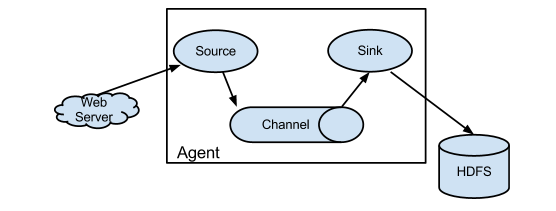 Source
Sink
Web
Server
Channel
Agent
HDFS